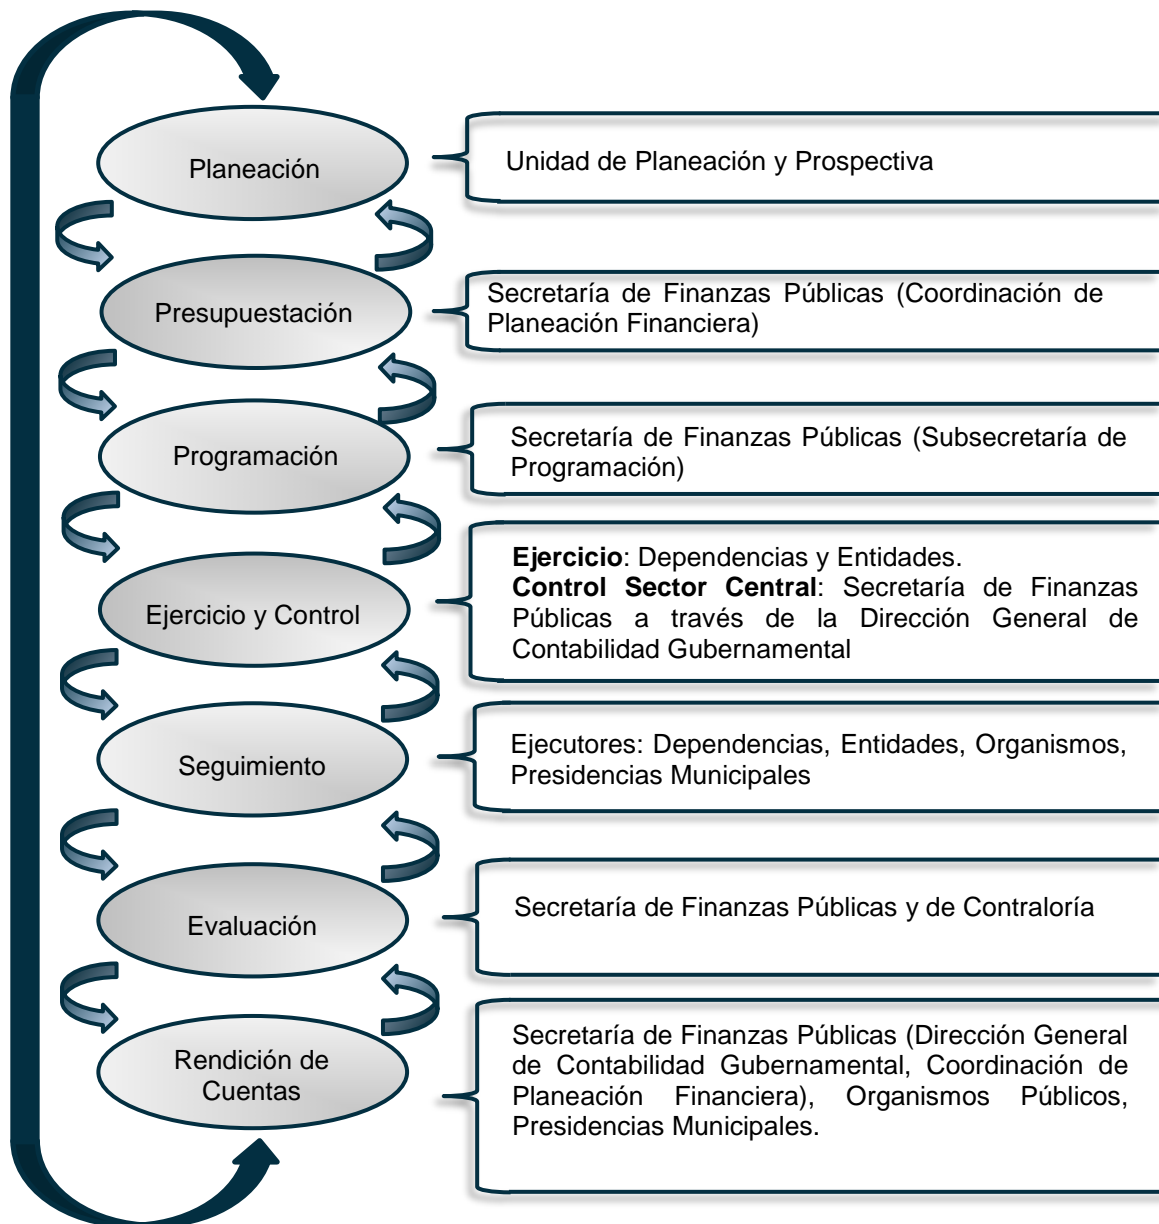 Planeación
Unidad de Planeación y Prospectiva
Presupuestación
Secretaría de Finanzas Públicas (Coordinación de
Planeación Financiera)
Programación
Secretaría de Finanzas Públicas (Subsecretaría de
Programación)
Ejercicio y Control
Ejercicio: Dependencias y Entidades.
Control Sector Central: Secretaría de Finanzas
Públicas a través de la Dirección General de
Contabilidad Gubernamental
Seguimiento
Ejecutores: Dependencias, Entidades, Organismos,
Presidencias Municipales
Evaluación
Secretaría de Finanzas Públicas y de Contraloría
Rendición de
Cuentas
Secretaría de Finanzas Públicas (Dirección General
de Contabilidad Gubernamental, Coordinación de
Planeación Financiera), Organismos Públicos,
Presidencias Municipales.